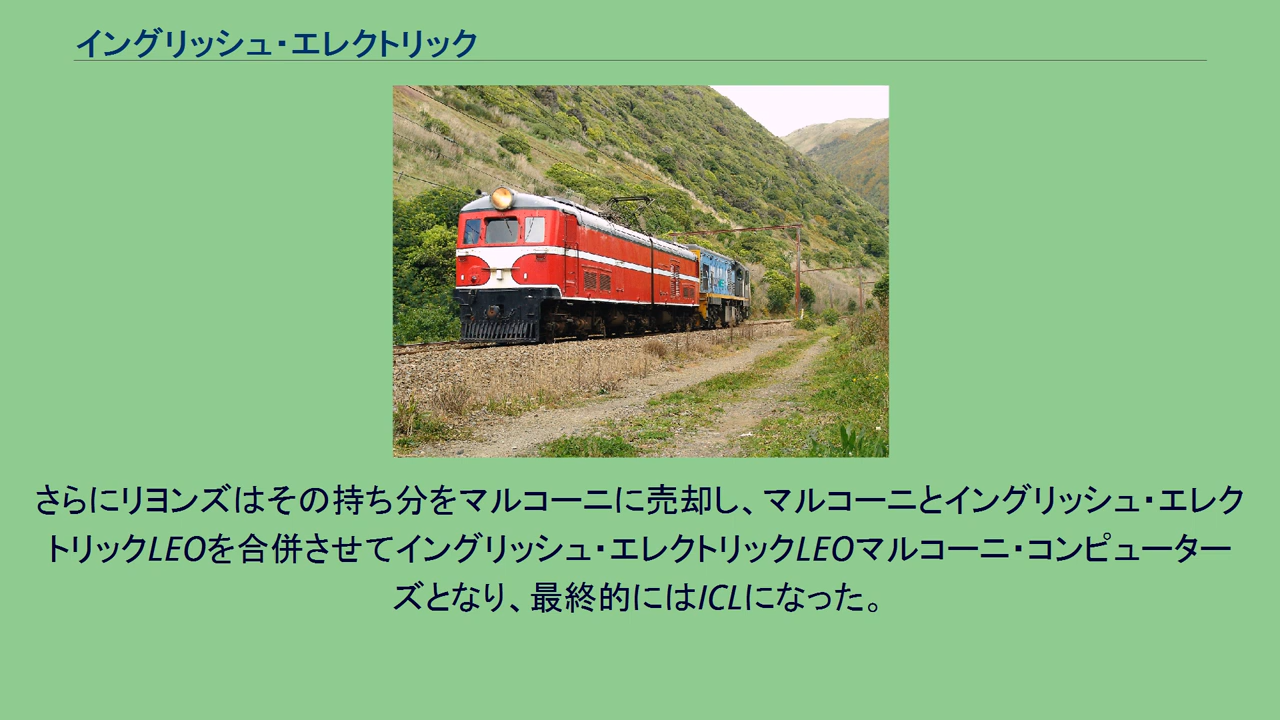 イングリッシュ・エレクトリック
さらにリヨンズはその持ち分をマルコーニに売却し、マルコーニとイングリッシュ・エレク
トリックLEOを合併させてイングリッシュ・エレクトリックLEOマルコーニ・コンピューター
ズとなり、最終的にはICLになった。